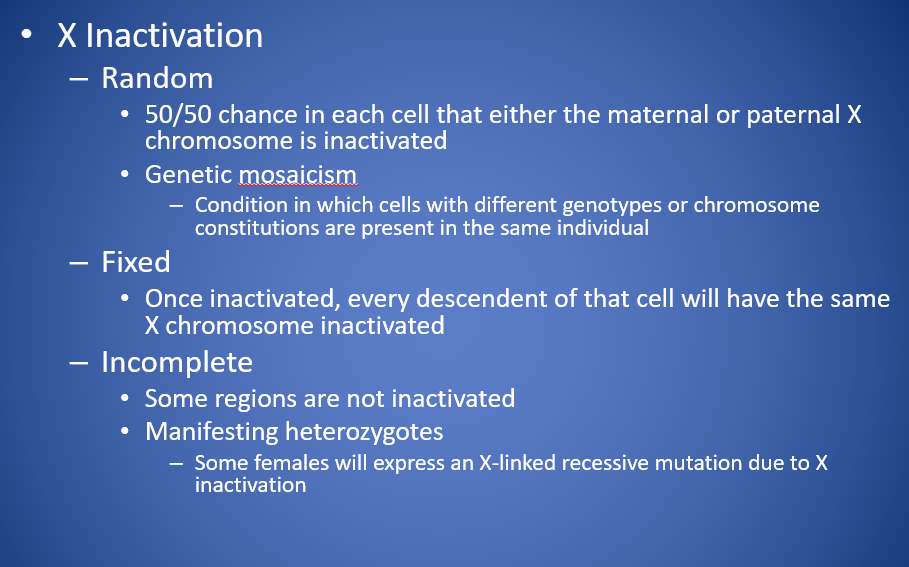 • X Inactivation
– Random
• 50/50 chance in each cell that either the maternal or paternal X
chromosome is inactivated
• Genetic mosaicism
– Condition in which cells with different genotypes or chromosome
constitutions are present in the same individual
– Fixed
• Once inactivated, every descendent of that cell will have the same
X chromosome inactivated
– Incomplete
• Some regions are not inactivated
• Manifesting heterozygotes
– Some females will express an X-linked recessive mutation due to X
inactivation